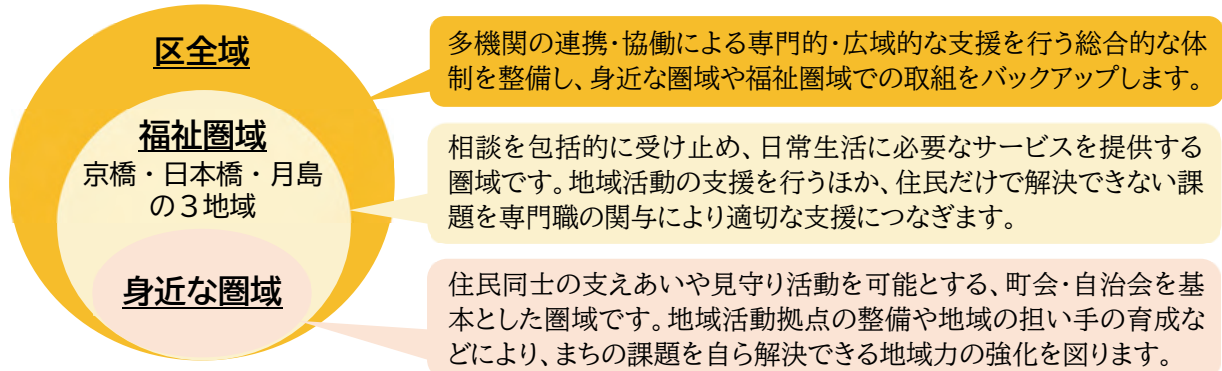 区全域
多機関の連携・協働による専門的・広域的な支援を行う総合的な体
制を整備し、身近な圏域や福祉圏域での取組をバックアップします。
福祉圏域
京橋・日本橋・月島
の３地域
相談を包括的に受け止め、日常生活に必要なサービスを提供する
圏域です。地域活動の支援を行うほか、住民だけで解決できない課
題を専門職の関与により適切な支援につなぎます。
身近な圏域
住民同士の支えあいや見守り活動を可能とする、町会・自治会を基
本とした圏域です。地域活動拠点の整備や地域の担い手の育成な
どにより、まちの課題を自ら解決できる地域力の強化を図ります。